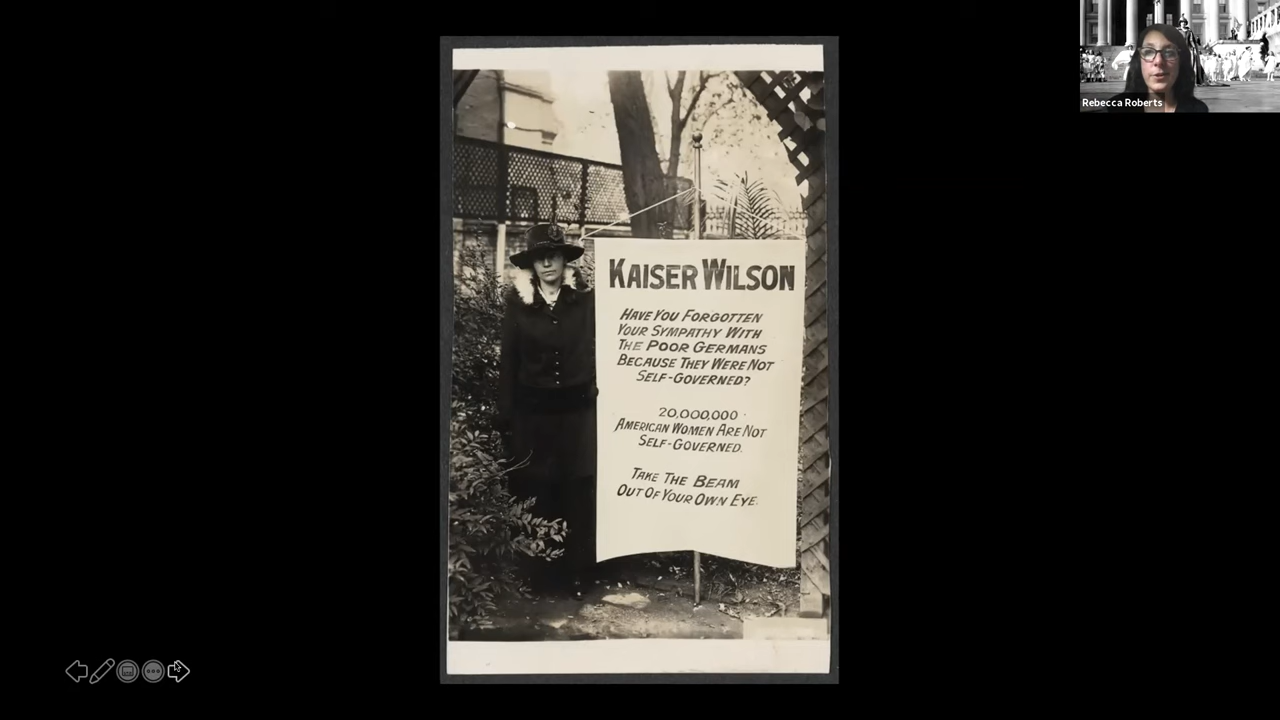 Rebecca Roberts
KAISER WILSON
HAVE YOU FORGOTTEN
YOUR SYMPATHY WITH
THE POOR GERMANS
BECAUSE THEY WERE NOT
SELF-GOVERNED?
20,000,000
AMERICAN WOMEN ARE NOT
SELF-GOVERNED.
TAKE THE BEAM
OUT OF YOUR OWN EYE.